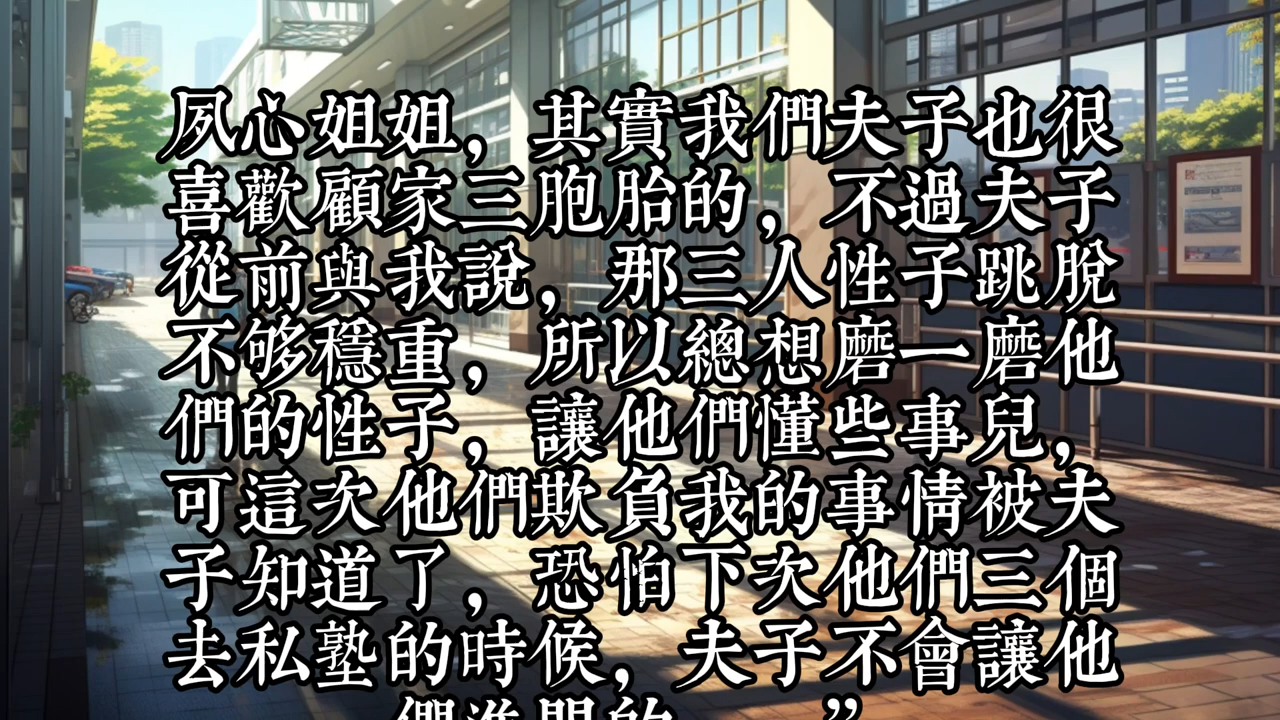 夙心姐姐，其實我們夫子也很
喜歡顧家三胞胎的，不過夫子
從前與我說，那三人性子跳脫
不够穩重，所以總想磨一磨他
們的性子，讓他們懂些事兒，
可這次他們欺負我的事情被夫
子知道了，恐怕下次他們三個
去私塾的時候，夫子不會讓他
們進門的……”